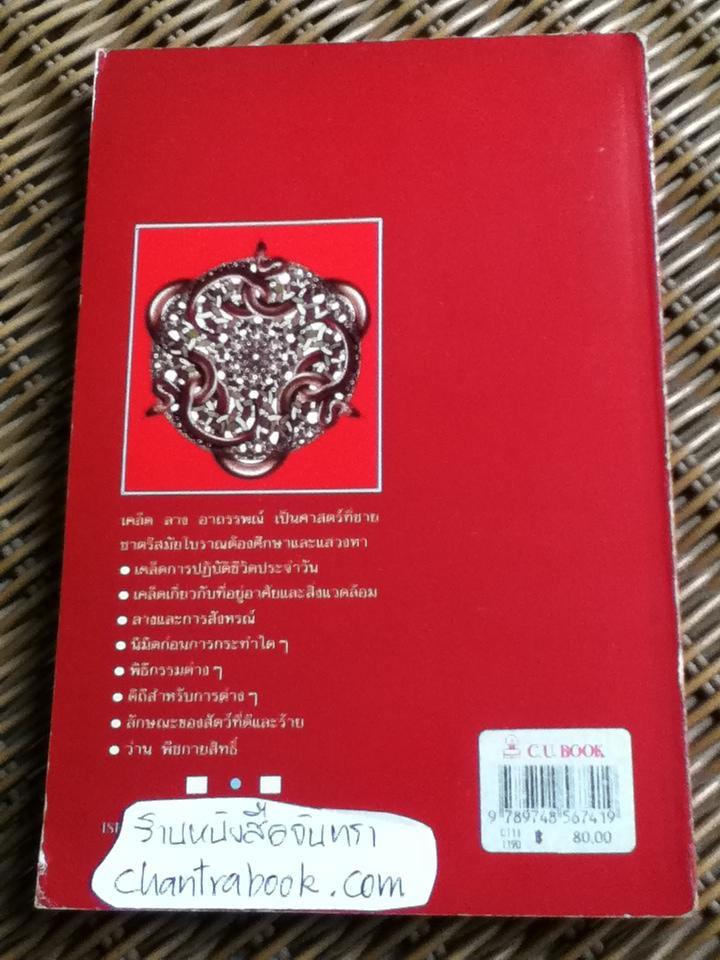 เคล็ด ลาง อาถรรพณ์ เป็นศาสตร์ที่ชาย
ชาตรีสมัยโบราณต้องศึกษาและแสวงหา
● เคล็ดการปฏิบัติชีวิตประจำวัน
● เคล็ดเกี่ยวกับที่อยู่อาศัยและสิ่งแวดล้อม
● ลางและการสังหรณ์
● นิมิตก่อนการกระทำใด ๆ
● พิธีกรรมต่าง ๆ
● ดิถีสำหรับการต่าง ๆ
● ลักษณะของสัตว์ที่ดีและร้าย
● ว่าน พืชกายสิทธิ์
C.U. BOOK
9 789748 567419
C111
1190
฿ 80.00
ร้านหนังสือจันทรา
chantrabook.com